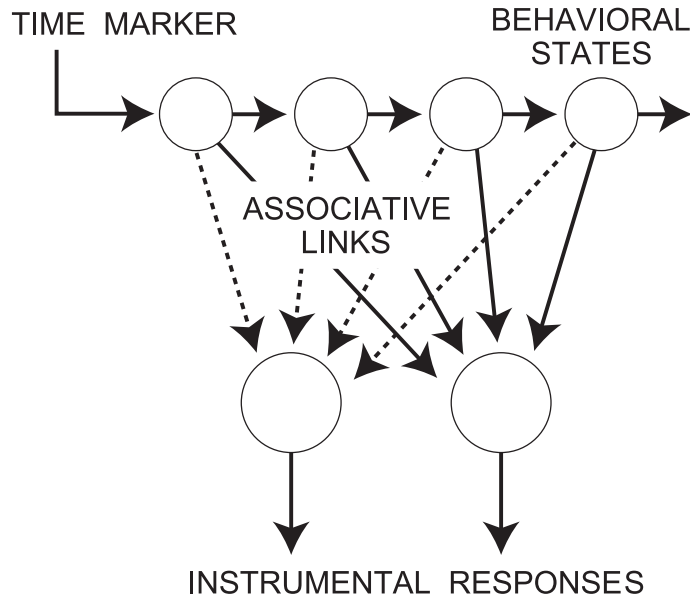 TIME MARKER
BEHAVIORAL
STATES
ASSOCIATIVE
LINKS
INSTRUMENTAL RESPONSES